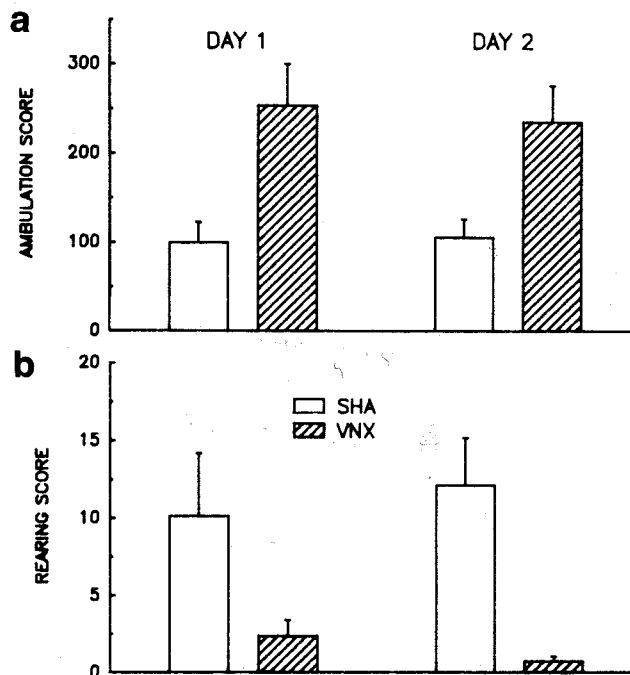 a
DAY 1 DAY 2
AMBULATION SCORE
300
200
100
0
b
REARING SCORE
20
15
10
5
0
SHA
VNX